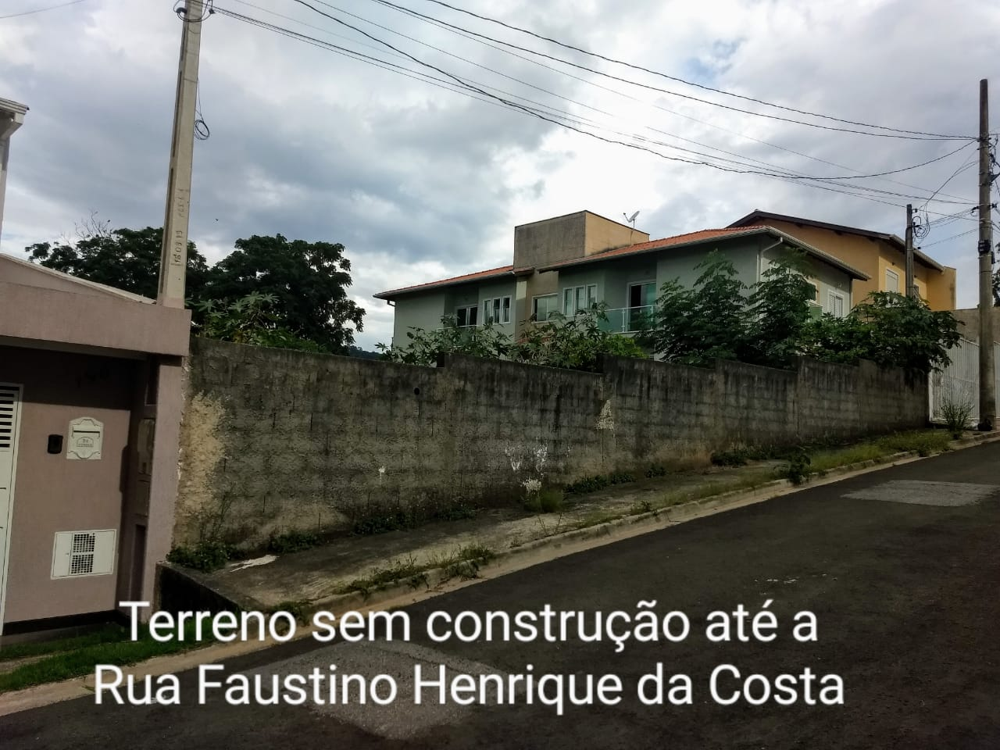 Terreno sem construção até a
Rua Faustino Henrique da Costa